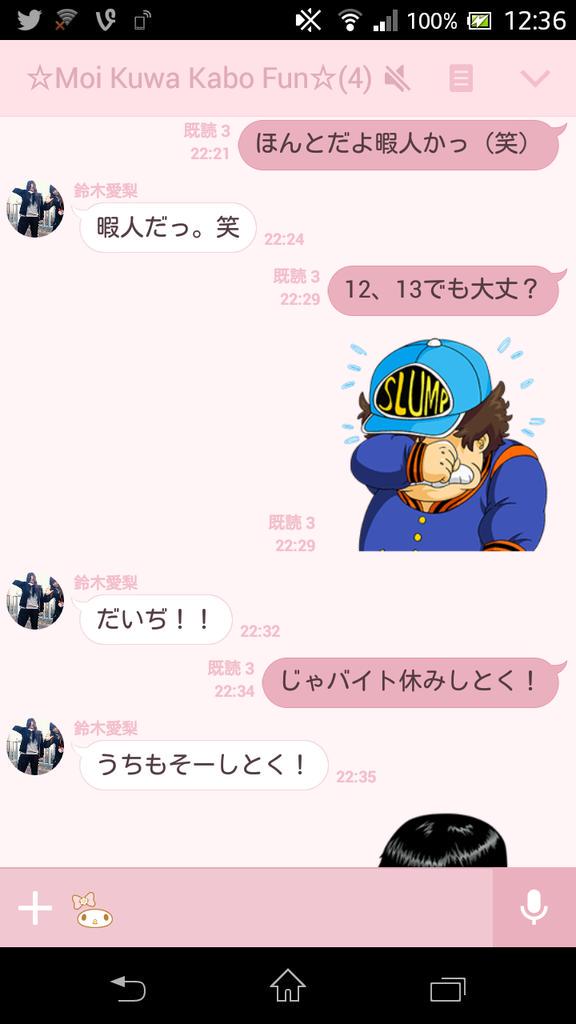 100% 12:36
☆Moi Kuwa Kabo Fun☆(4)
既読 3
22:21
ほんとだよ暇人かっ（笑）
鈴木愛梨
暇人だっ。笑
22:24
既読 3
22:29
12、13でも大丈？
SLUMP
既読 3
22:29
鈴木愛梨
だいぢ！！
22:32
既読 3
22:34
じゃバイト休みしとく！
鈴木愛梨
うちもそーしとく！
22:35